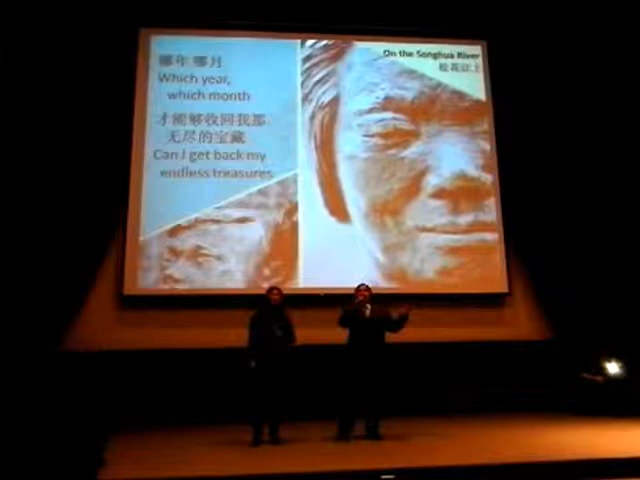 On the Songhua River
松花江上
哪年 哪月
Which year,
which month
才能够收回我那
无尽的宝藏
Can I get back my
endless treasures